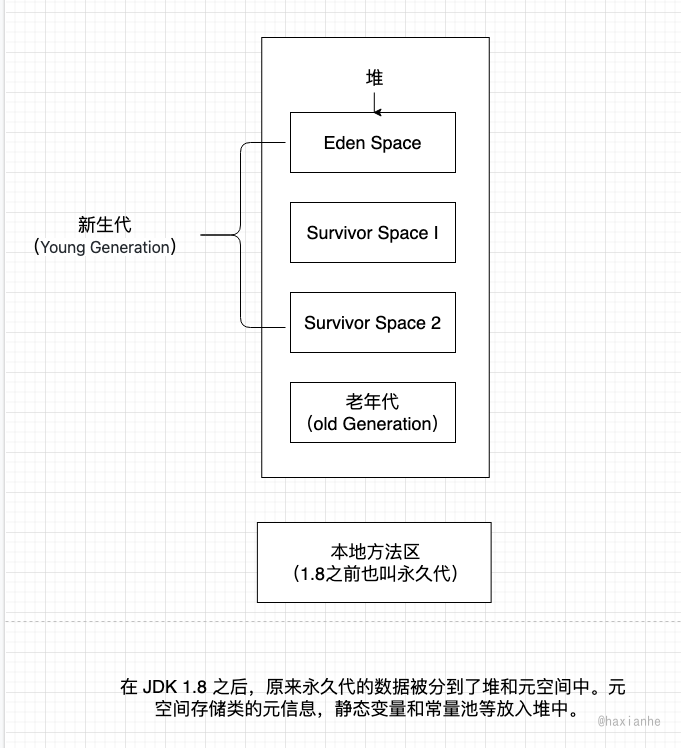 堆
Eden Space
Survivor Space I
新生代
（Young Generation）
Survivor Space 2
老年代
（old Generation）
本地方法区
（1.8之前也叫永久代）
在 JDK 1.8 之后，原来永久代的数据被分到了堆和元空间中。元
空间存储类的元信息，静态变量和常量池等放入堆中。
@haxianhe